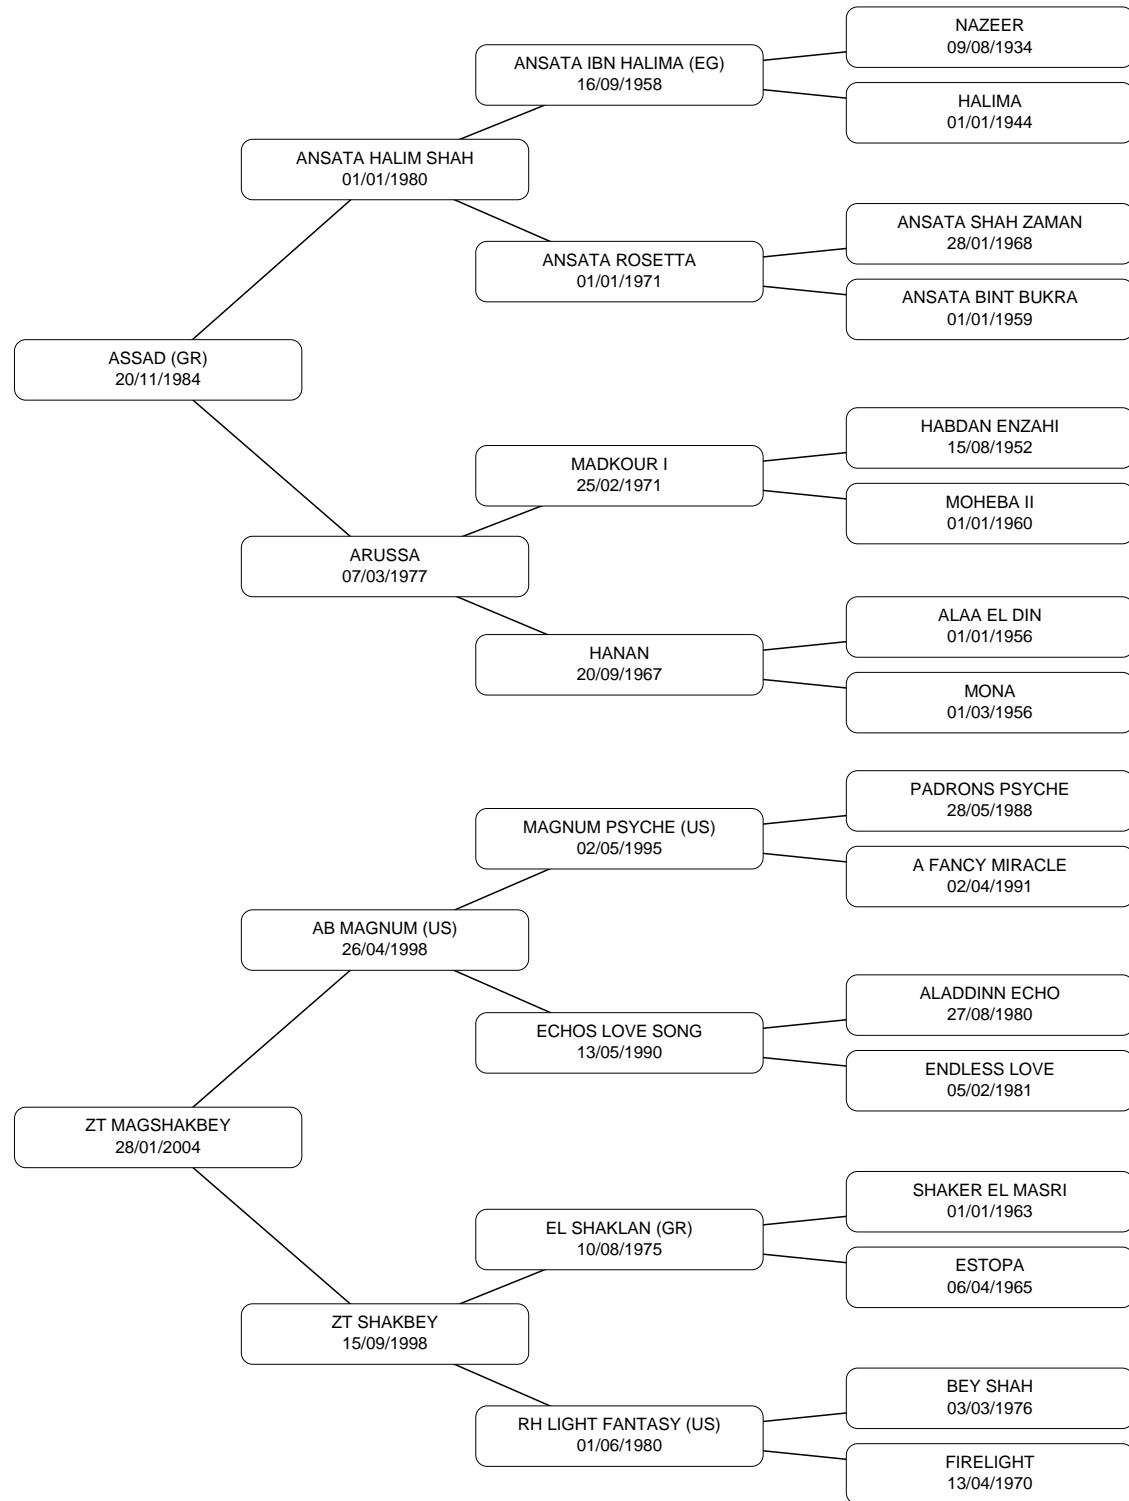 NAZEER
09/08/1934
ANSATA IBN HALIMA (EG)
16/09/1958
HALIMA
01/01/1944
ANSATA HALIM SHAH
01/01/1980
ANSATA SHAH ZAMAN
28/01/1968
ANSATA ROSETTA
01/01/1971
ANSATA BINT BUKRA
01/01/1959
ASSAD (GR)
20/11/1984
HABDAN ENZAHI
15/08/1952
MADKOUR I
25/02/1971
MOHEBA II
01/01/1960
ARUSSA
07/03/1977
ALAA EL DIN
01/01/1956
HANAN
20/09/1967
MONA
01/03/1956
PADRONS PSYCHE
28/05/1988
MAGNUM PSYCHE (US)
02/05/1995
A FANCY MIRACLE
02/04/1991
AB MAGNUM (US)
26/04/1998
ALADDINN ECHO
27/08/1980
ECHOS LOVE SONG
13/05/1990
ENDLESS LOVE
05/02/1981
ZT MAGSHAKBEY
28/01/2004
SHAKER EL MASRI
01/01/1963
EL SHAKLAN (GR)
10/08/1975
ESTOPA
06/04/1965
ZT SHAKBEY
15/09/1998
BEY SHAH
03/03/1976
RH LIGHT FANTASY (US)
01/06/1980
FIRELIGHT
13/04/1970